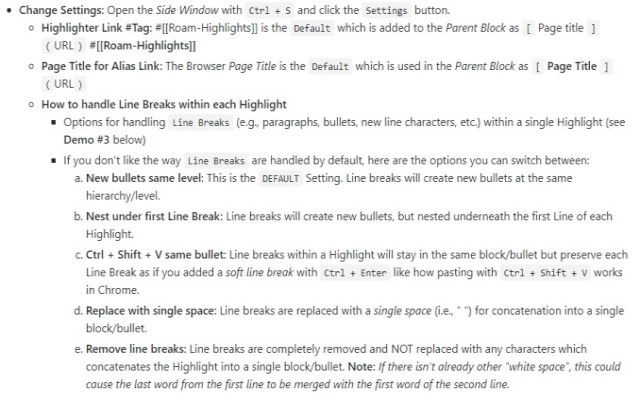 • Change Settings: Open the Side Window with Ctrl + S and click the Settings button.
○ Highlighter Link #Tag: #[[Roam-Highlights]] is the Default which is added to the Parent Block as [ Page title ]
( URL ) #[[Roam-Highlights]]
○ Page Title for Alias Link: The Browser Page Title is the Default which is used in the Parent Block as [ Page Title ]
( URL )
○ How to handle Line Breaks within each Highlight
▪ Options for handling Line Breaks (e.g., paragraphs, bullets, new line characters, etc.) within a single Highlight (see
Demo #3 below)
▪ If you don't like the way Line Breaks are handled by default, here are the options you can switch between:
a. New bullets same level: This is the DEFAULT Setting. Line breaks will create new bullets at the same
hierarchy/level.
b. Nest under first Line Break: Line breaks will create new bullets, but nested underneath the first Line of each
Highlight.
c. Ctrl + Shift + V same bullet: Line breaks within a Highlight will stay in the same block/bullet but preserve each
Line Break as if you added a soft line break with Ctrl + Enter like how pasting with Ctrl + Shift + V works
in Chrome.
d. Replace with single space: Line breaks are replaced with a single space (i.e., " ") for concatenation into a single
block/bullet.
e. Remove line breaks: Line breaks are completely removed and NOT replaced with any characters which
concatenates the Highlight into a single block/bullet. Note: If there isn't already other "white space", this could
cause the last word from the first line to be merged with the first word of the second line.